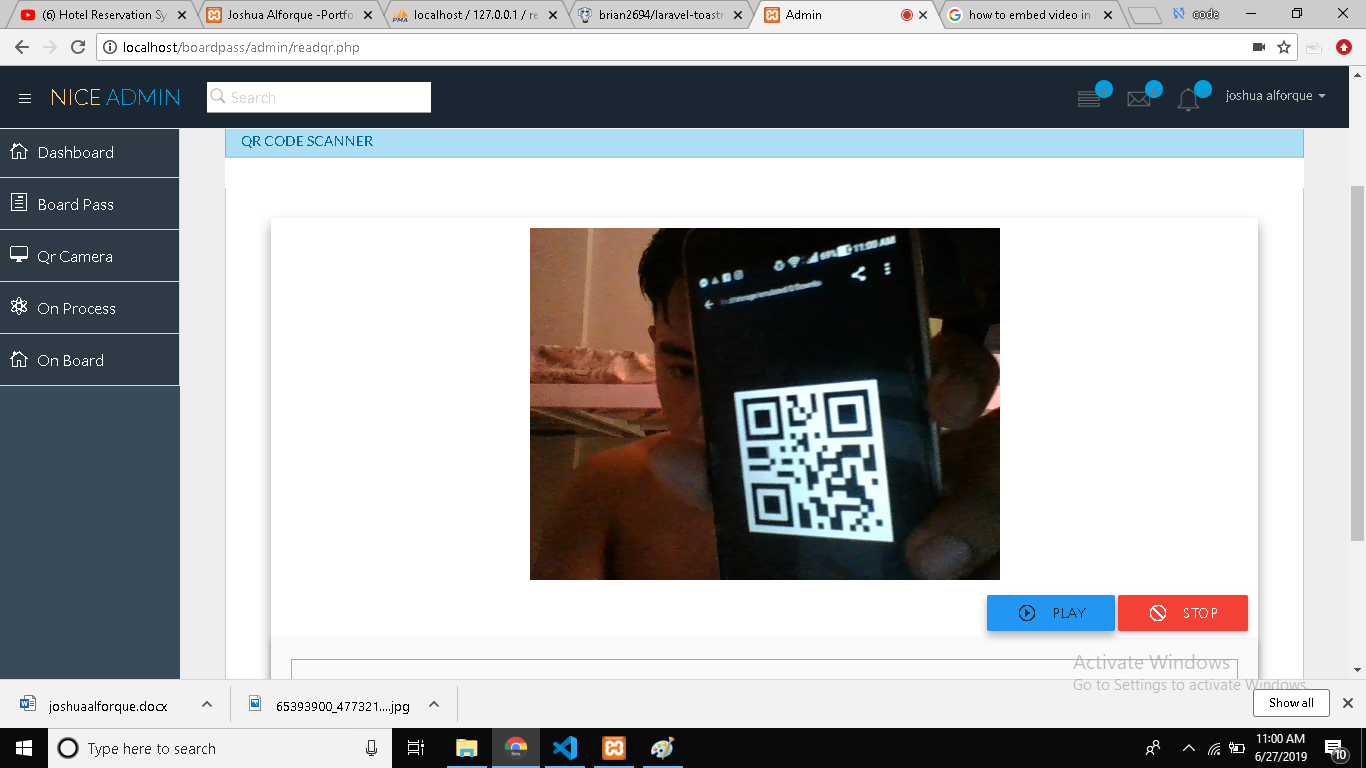 (6) Hotel Reservation Sy
Joshua Alforque -Portfo
localhost / 127.0.0.1 / re
brian2694/laravel-toastr
Admin
how to embed video in
code
localhost/boardpass/admin/readqr.php
NICE ADMIN
Search
joshua alforque
QR CODE SCANNER
Dashboard
Board Pass
Qr Camera
On Process
On Board
11:00 AM
PLAY
STOP
Activate Windows
Go to Settings to activate Windows.
joshuaalforque.docx
65393900_477321....jpg
Show all
Type here to search
11:00 AM
6/27/2019
10